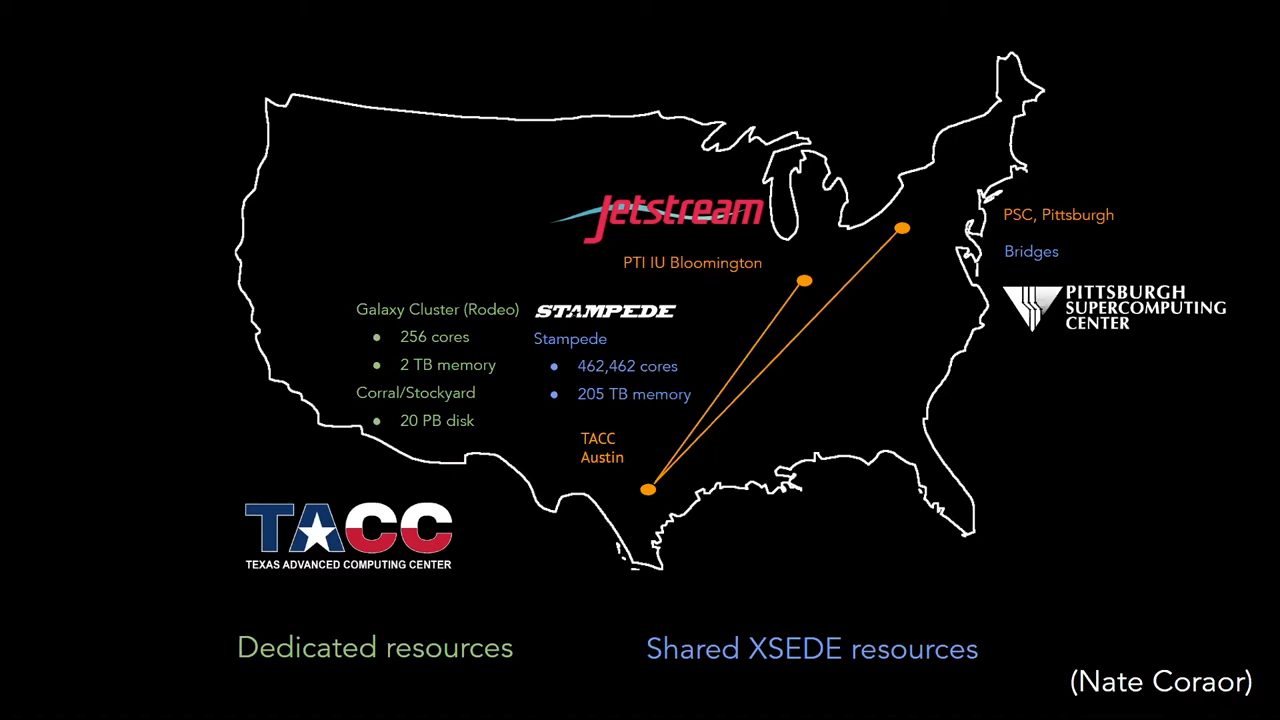 Jetstream
PTI IU Bloomington
PSC, Pittsburgh
Bridges
PITTSBURGH
SUPERCOMPUTING
CENTER
Galaxy Cluster (Rodeo)
● 256 cores
● 2 TB memory
Corral/Stockyard
● 20 PB disk
STAMPEDE
Stampede
● 462,462 cores
● 205 TB memory
TACC
Austin
TACC
TEXAS ADVANCED COMPUTING CENTER
Dedicated resources
Shared XSEDE resources
(Nate Coraor)